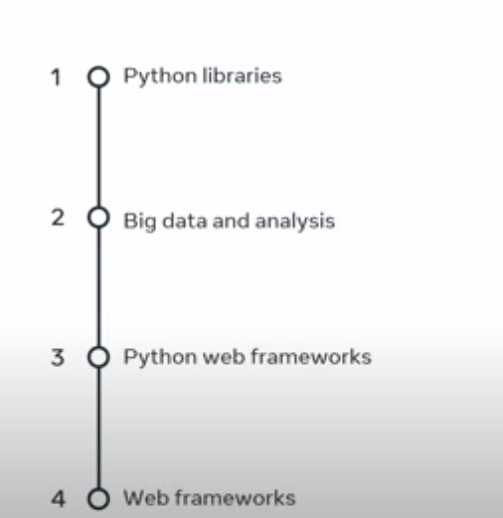 1 Python libraries
2 Big data and analysis
3 Python web frameworks
4 Web frameworks